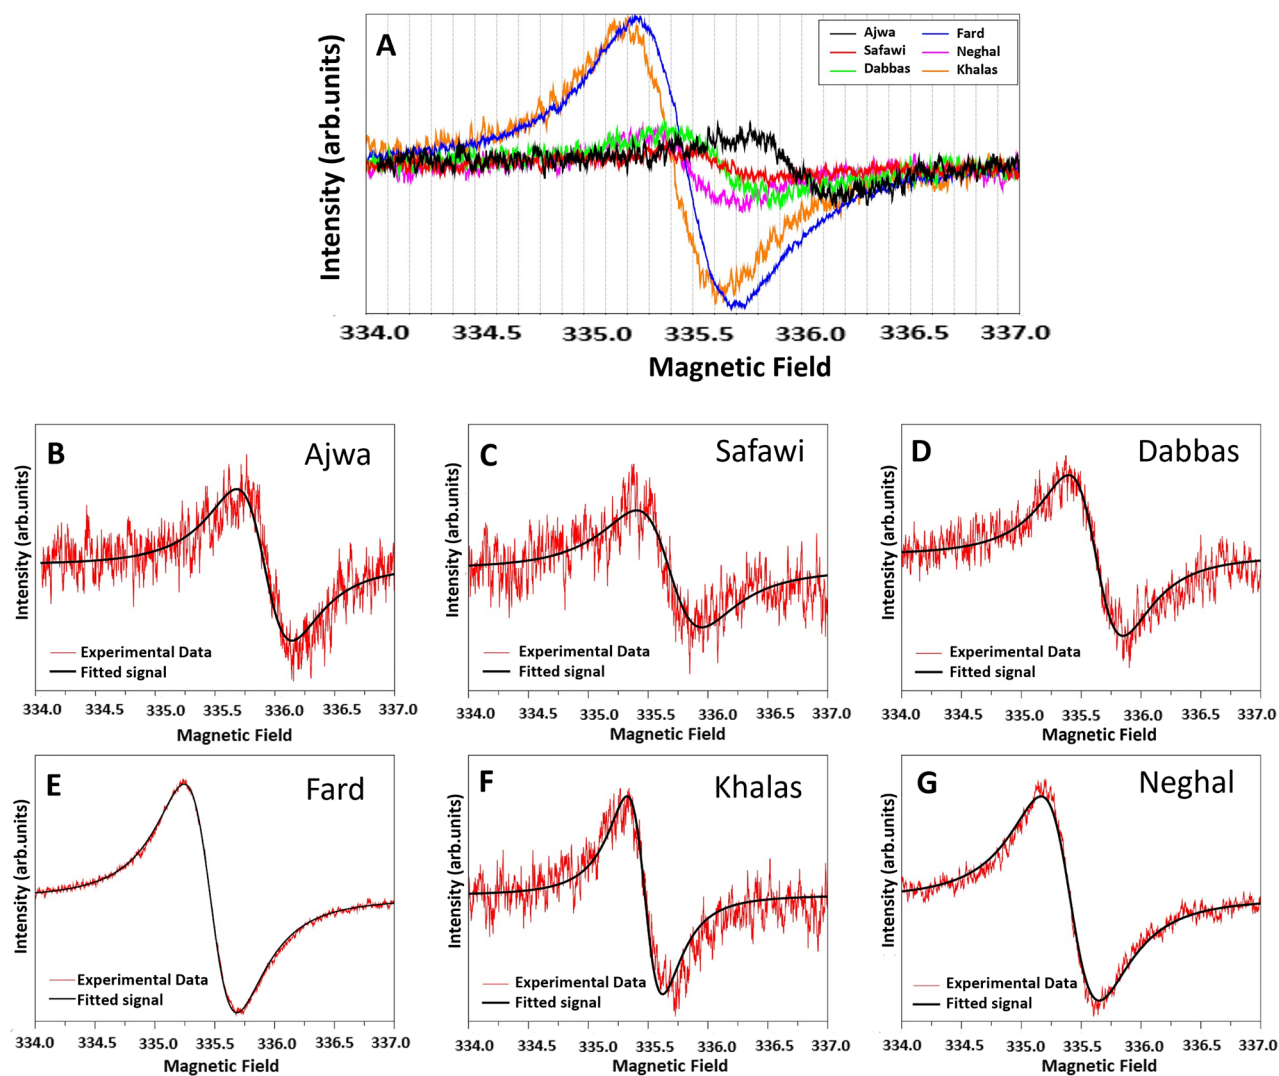 A
Ajwa
Safawi
Dabbas
Fard
Neghal
Khalas
Intensity (arb.units)
334.0 334.5 335.0 335.5 336.0 336.5 337.0
Magnetic Field
B
Ajwa
Intensity (arb.units)
Experimental Data
Fitted signal
334.0 334.5 335.0 335.5 336.0 336.5 337.0
Magnetic Field
C
Safawi
Intensity (arb.units)
Experimental Data
Fitted signal
334.0 334.5 335.0 335.5 336.0 336.5 337.0
Magnetic Field
D
Dabbas
Intensity (arb.units)
Experimental Data
Fitted signal
334.0 334.5 335.0 335.5 336.0 336.5 337.0
Magnetic Field
E
Fard
Intensity (arb.units)
Experimental Data
Fitted signal
334.0 334.5 335.0 335.5 336.0 336.5 337.0
Magnetic Field
F
Khalas
Intensity (arb.units)
Experimental Data
Fitted signal
334.0 334.5 335.0 335.5 336.0 336.5 337.0
Magnetic Field
G
Neghal
Intensity (arb.units)
Experimental Data
Fitted signal
334.0 334.5 335.0 335.5 336.0 336.5 337.0
Magnetic Field